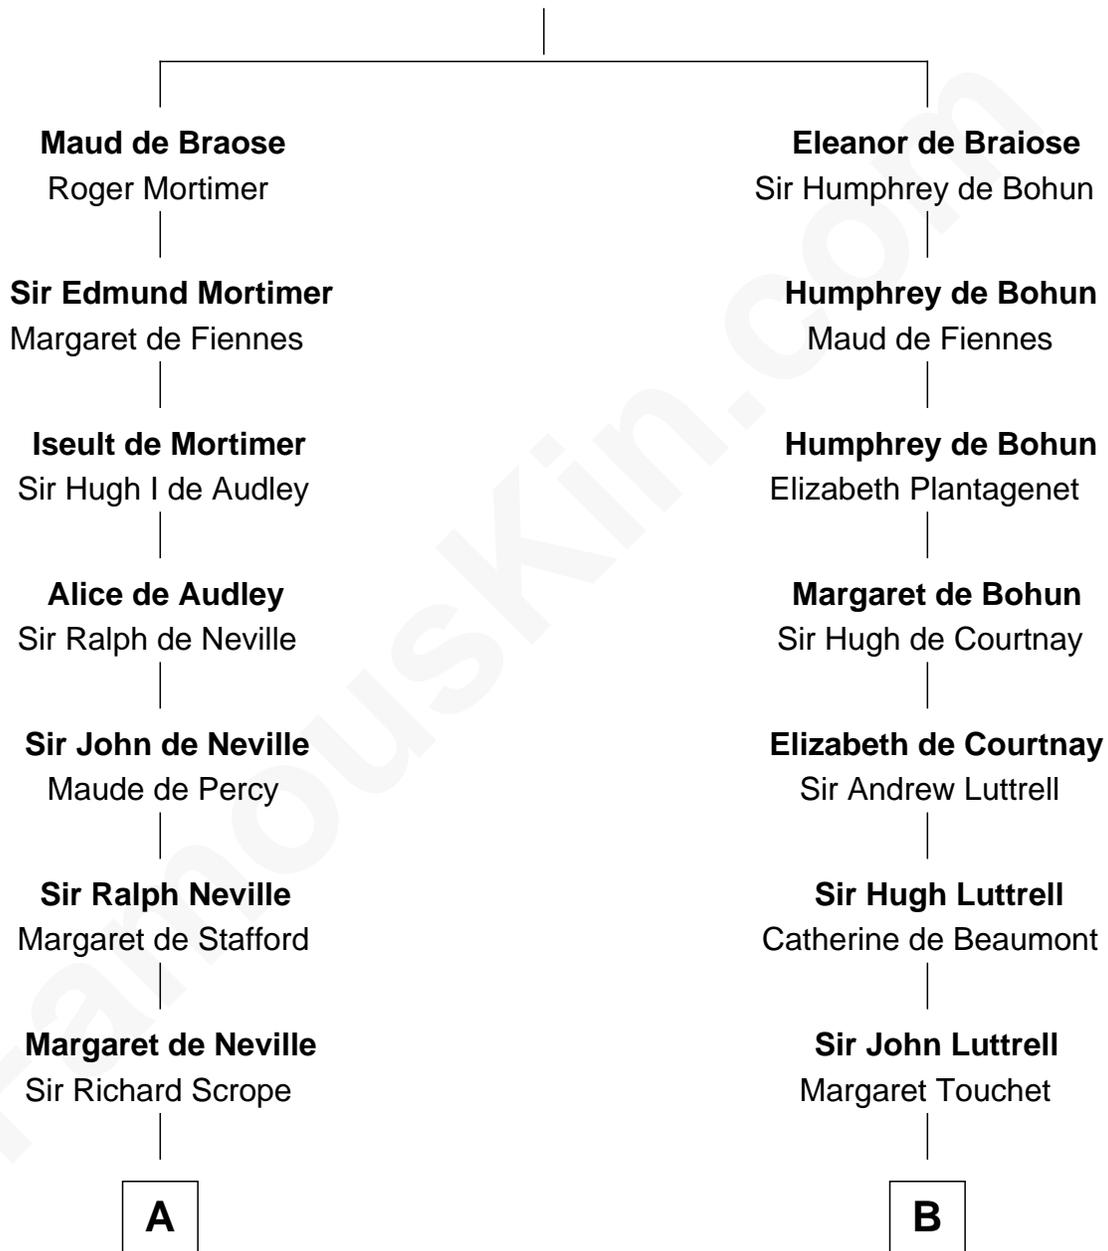 Maud de Braose
Roger Mortimer
Sir Edmund Mortimer
Margaret de Fiennes
Iseult de Mortimer
Sir Hugh I de Audley
Alice de Audley
Sir Ralph de Neville
Sir John de Neville
Maude de Percy
Sir Ralph Neville
Margaret de Stafford
Margaret de Neville
Sir Richard Scrope
A
Eleanor de Braiose
Sir Humphrey de Bohun
Humphrey de Bohun
Maud de Fiennes
Humphrey de Bohun
Elizabeth Plantagenet
Margaret de Bohun
Sir Hugh de Courtnay
Elizabeth de Courtnay
Sir Andrew Luttrell
Sir Hugh Luttrell
Catherine de Beaumont
Sir John Luttrell
Margaret Touchet
B
FamousKin.com